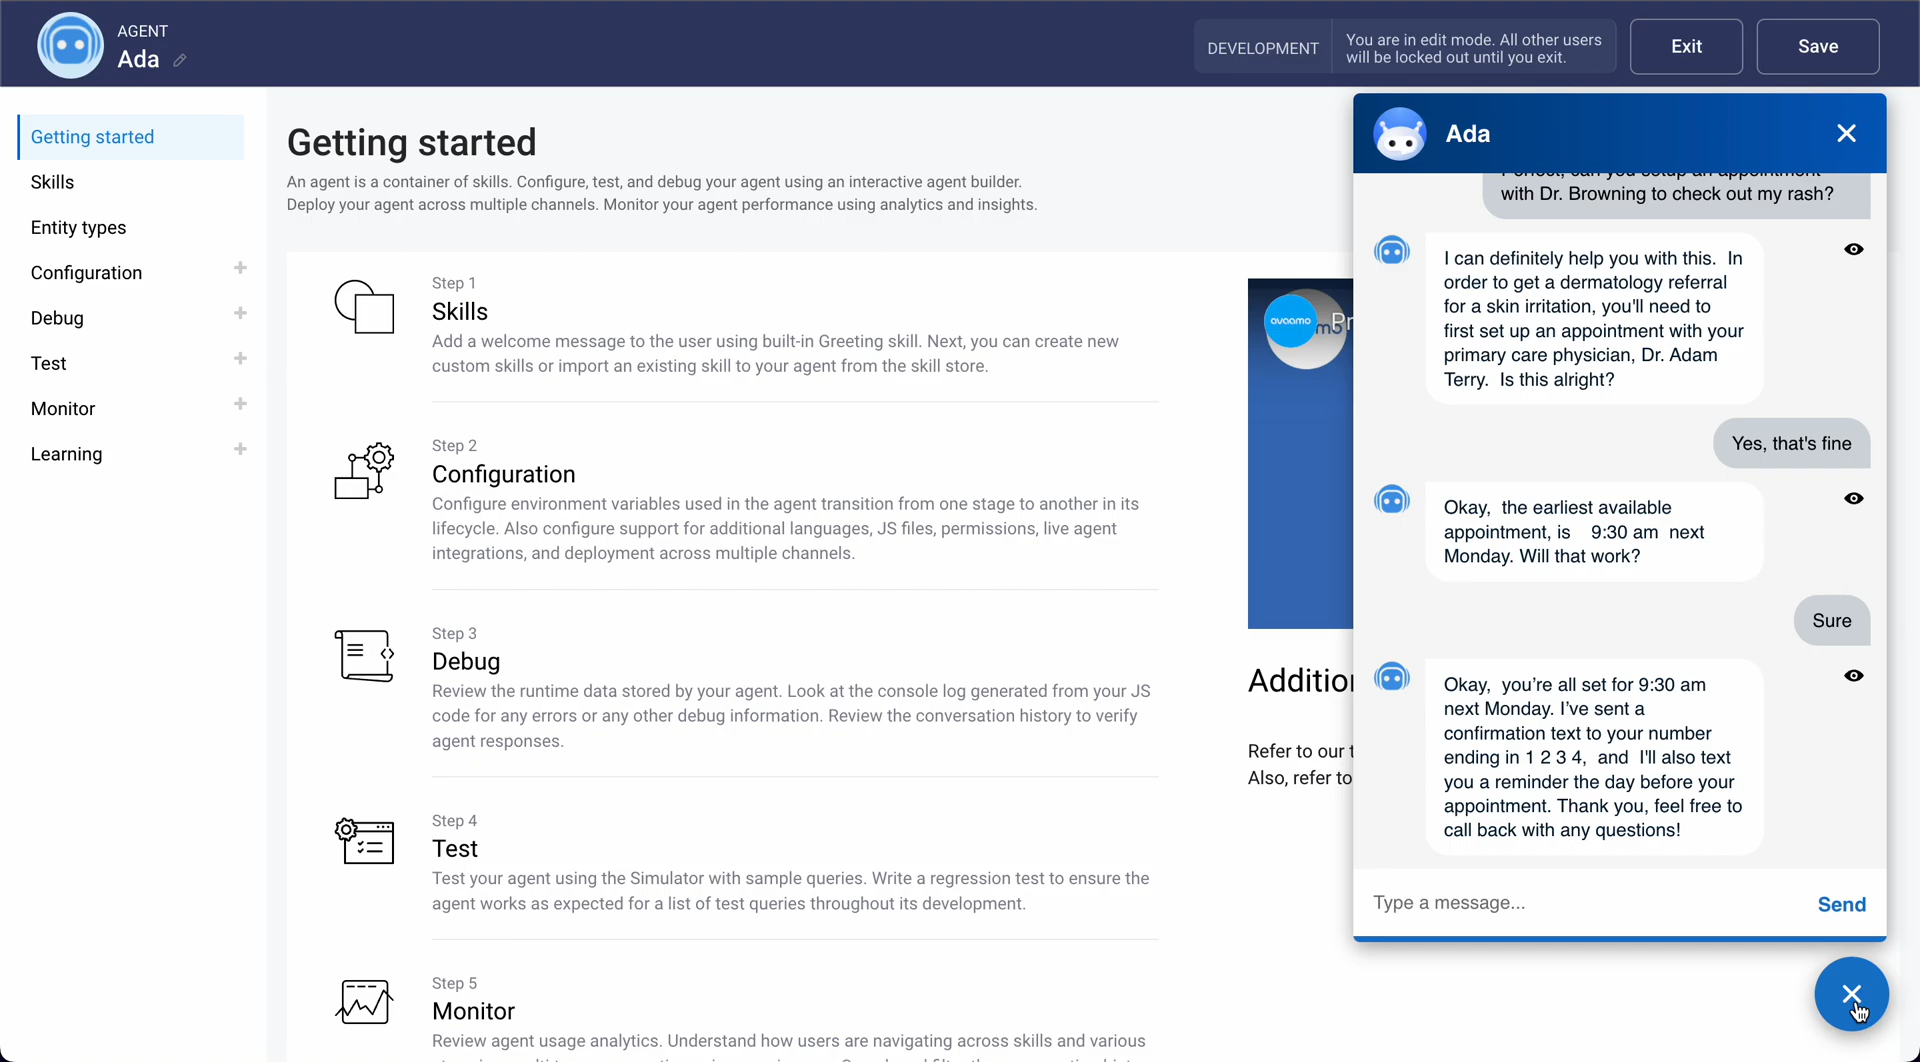 AGENT
Ada
DEVELOPMENT
You are in edit mode. All other users
will be locked out until you exit.
Exit
Save
Getting started
Skills
Entity types
Configuration
Debug
Test
Monitor
Learning
Getting started
An agent is a container of skills. Configure, test, and debug your agent using an interactive agent builder.
Deploy your agent across multiple channels. Monitor your agent performance using analytics and insights.
Step 1
Skills
Add a welcome message to the user using built-in Greeting skill. Next, you can create new
custom skills or import an existing skill to your agent from the skill store.
Step 2
Configuration
Configure environment variables used in the agent transition from one stage to another in its
lifecycle. Also configure support for additional languages, JS files, permissions, live agent
integrations, and deployment across multiple channels.
Step 3
Debug
Review the runtime data stored by your agent. Look at the console log generated from your JS
code for any errors or any other debug information. Review the conversation history to verify
agent responses.
Step 4
Test
Test your agent using the Simulator with sample queries. Write a regression test to ensure the
agent works as expected for a list of test queries throughout its development.
Step 5
Monitor
Review agent usage analytics. Understand how users are navigating across skills and various
avaamo
Pr
Addition
Refer to our t
Also, refer to
Ada
Perfect, can you setup an appointment
with Dr. Browning to check out my rash?
I can definitely help you with this. In
order to get a dermatology referral
for a skin irritation, you'll need to
first set up an appointment with your
primary care physician, Dr. Adam
Terry. Is this alright?
Yes, that's fine
Okay, the earliest available
appointment, is 9:30 am next
Monday. Will that work?
Sure
Okay, you're all set for 9:30 am
next Monday. I've sent a
confirmation text to your number
ending in 1 2 3 4, and I'll also text
you a reminder the day before your
appointment. Thank you, feel free to
call back with any questions!
Type a message...
Send